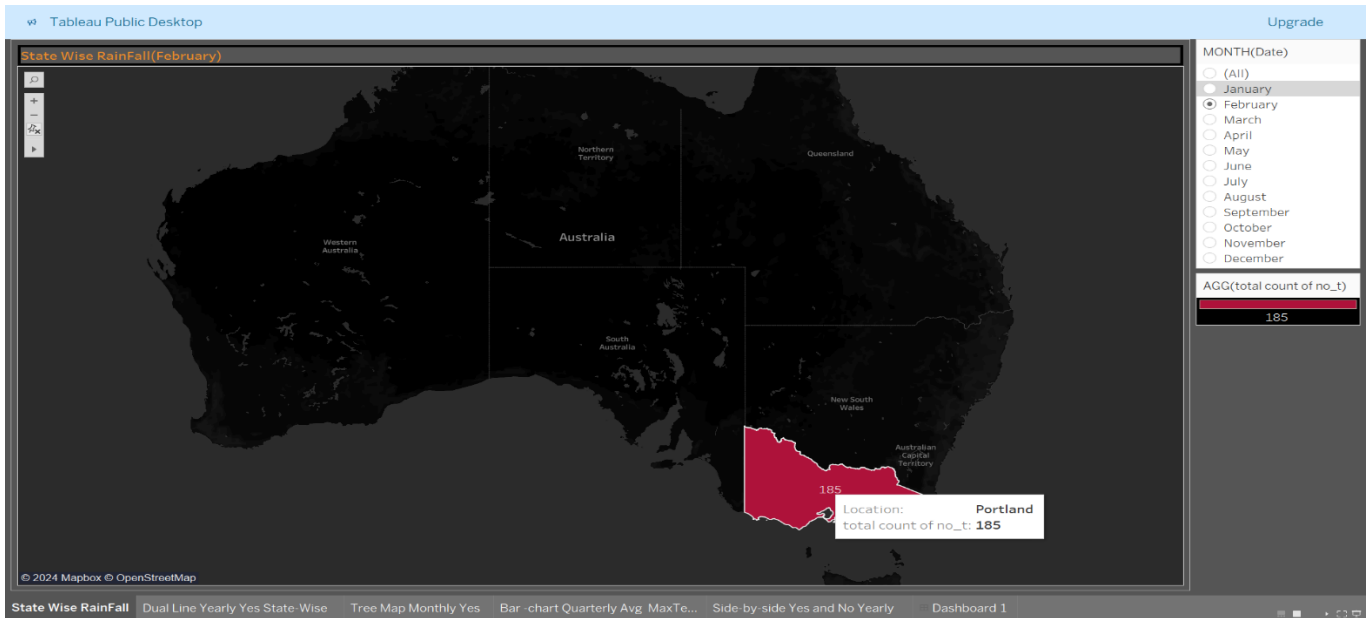 Tableau Public Desktop
Upgrade
State Wise RainFall(February)
Northern
Territory
Queensland
Australia
Western
Australia
South
Australia
New South
Wales
Australian
Capital
Territory
185
Location: Portland
total count of no_t: 185
© 2024 Mapbox © OpenStreetMap
MONTH(Date)
(All)
January
February
March
April
May
June
July
August
September
October
November
December
AGG(total count of no_t)
185
State Wise RainFall
Dual Line Yearly Yes State-Wise
Tree Map Monthly Yes
Bar -chart Quarterly Avg MaxTe...
Side-by-side Yes and No Yearly
Dashboard 1